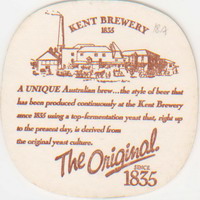 KENT BREWERY
1835
A UNIQUE Australian brew...the style of beer that
has been produced continuously at the Kent Brewery
since 1835 using a top-fermentation yeast that, right up
to the present day, is derived from
the original yeast culture.
The Original.
SINCE
1835